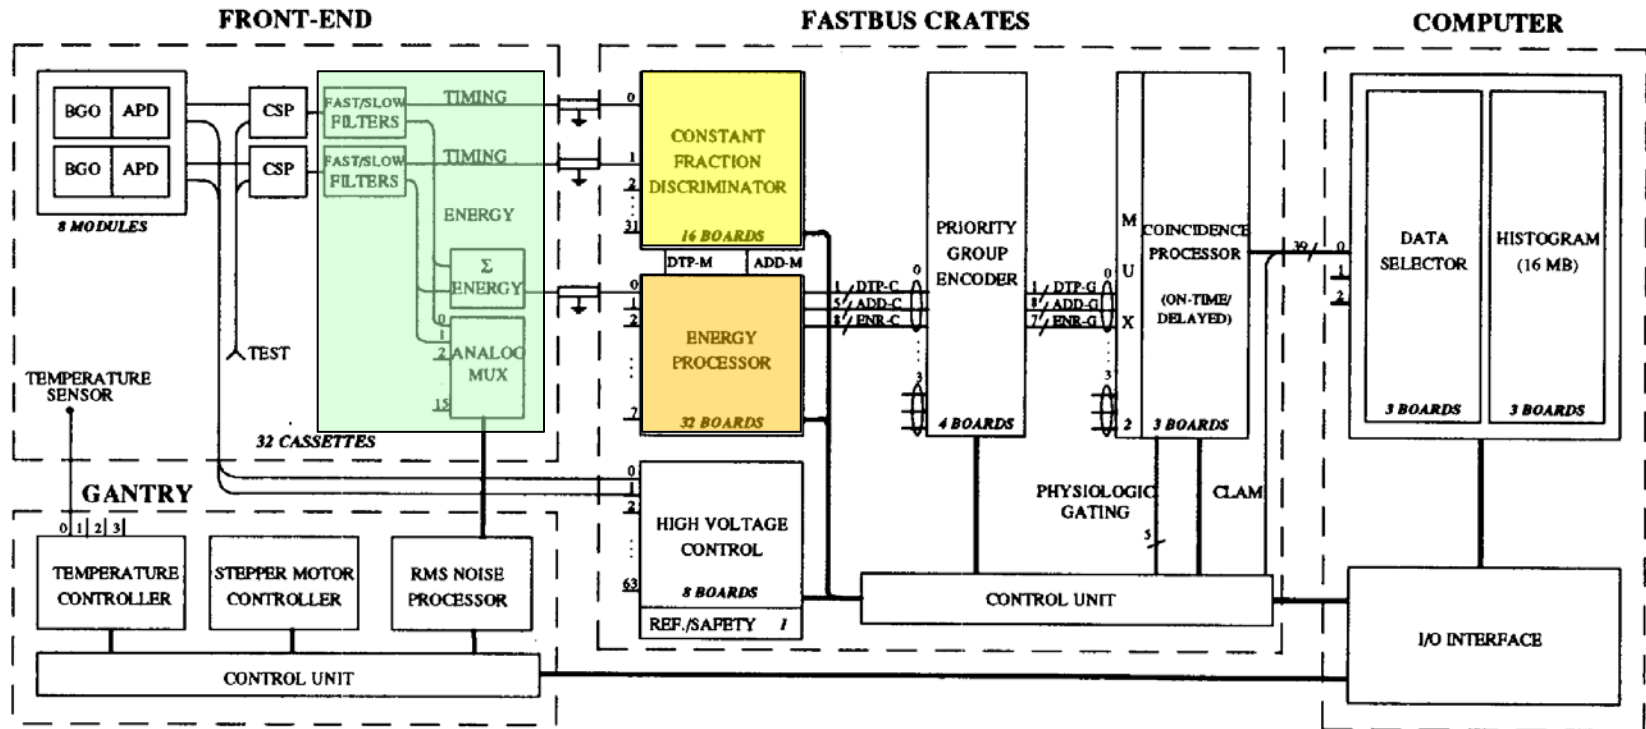 FRONT-END
FASTBUS CRATES
COMPUTER
BGO
APD
BGO
APD
8 MODULES
CSP
CSP
FAST/SLOW
FILTERS
FAST/SLOW
FILTERS
TIMING
TIMING
ENERGY
Σ
ENERGY
0
1
2
15
ANALOG
MUX
TEST
TEMPERATURE
SENSOR
32 CASSETTES
0
1
2
31
CONSTANT
FRACTION
DISCRIMINATOR
16 BOARDS
DTP-M
ADD-M
0
1
2
7
ENERGY
PROCESSOR
32 BOARDS
1 DTP-C
5 ADD-C
8 ENR-C
0
3
PRIORITY
GROUP
ENCODER
4 BOARDS
1 DTP-G
8 ADD-G
7 ENR-G
0
3
M
U
X
2
COINCIDENCE
PROCESSOR
(ON-TIME/
DELAYED)
3 BOARDS
39
0
1
2
DATA
SELECTOR
3 BOARDS
HISTOGRAM
(16 MB)
3 BOARDS
GANTRY
0 1 2 3
TEMPERATURE
CONTROLLER
STEPPER MOTOR
CONTROLLER
RMS NOISE
PROCESSOR
CONTROL UNIT
0
1
2
63
HIGH VOLTAGE
CONTROL
8 BOARDS
REF./SAFETY 1
PHYSIOLOGIC
GATING
5
CLAM
CONTROL UNIT
I/O INTERFACE